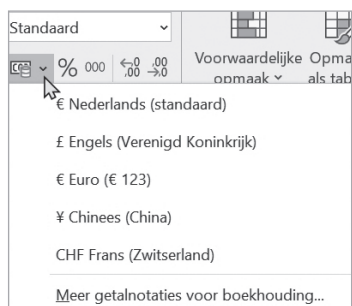 Standaard
% 000 ,00
Voorwaardelijke Opma
opmaak als tab
€ Nederlands (standaard)
£ Engels (Verenigd Koninkrijk)
€ Euro (€ 123)
¥ Chinees (China)
CHF Frans (Zwitserland)
Meer getalnotaties voor boekhouding...